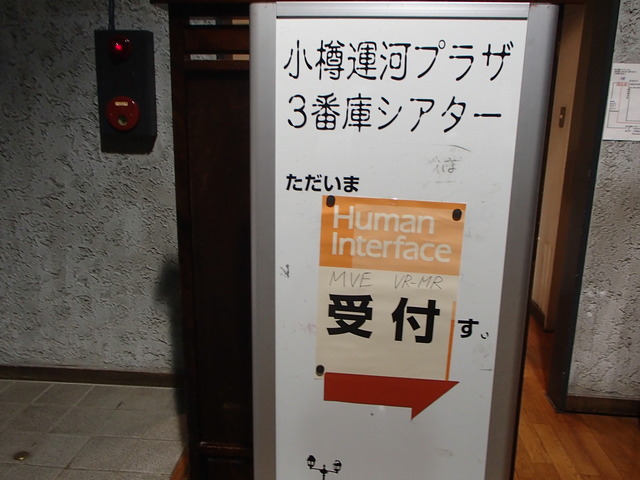 小樽運河プラザ
3番庫シアター
ただいま
Human
Interface
MVE VR-MR
受付
す。